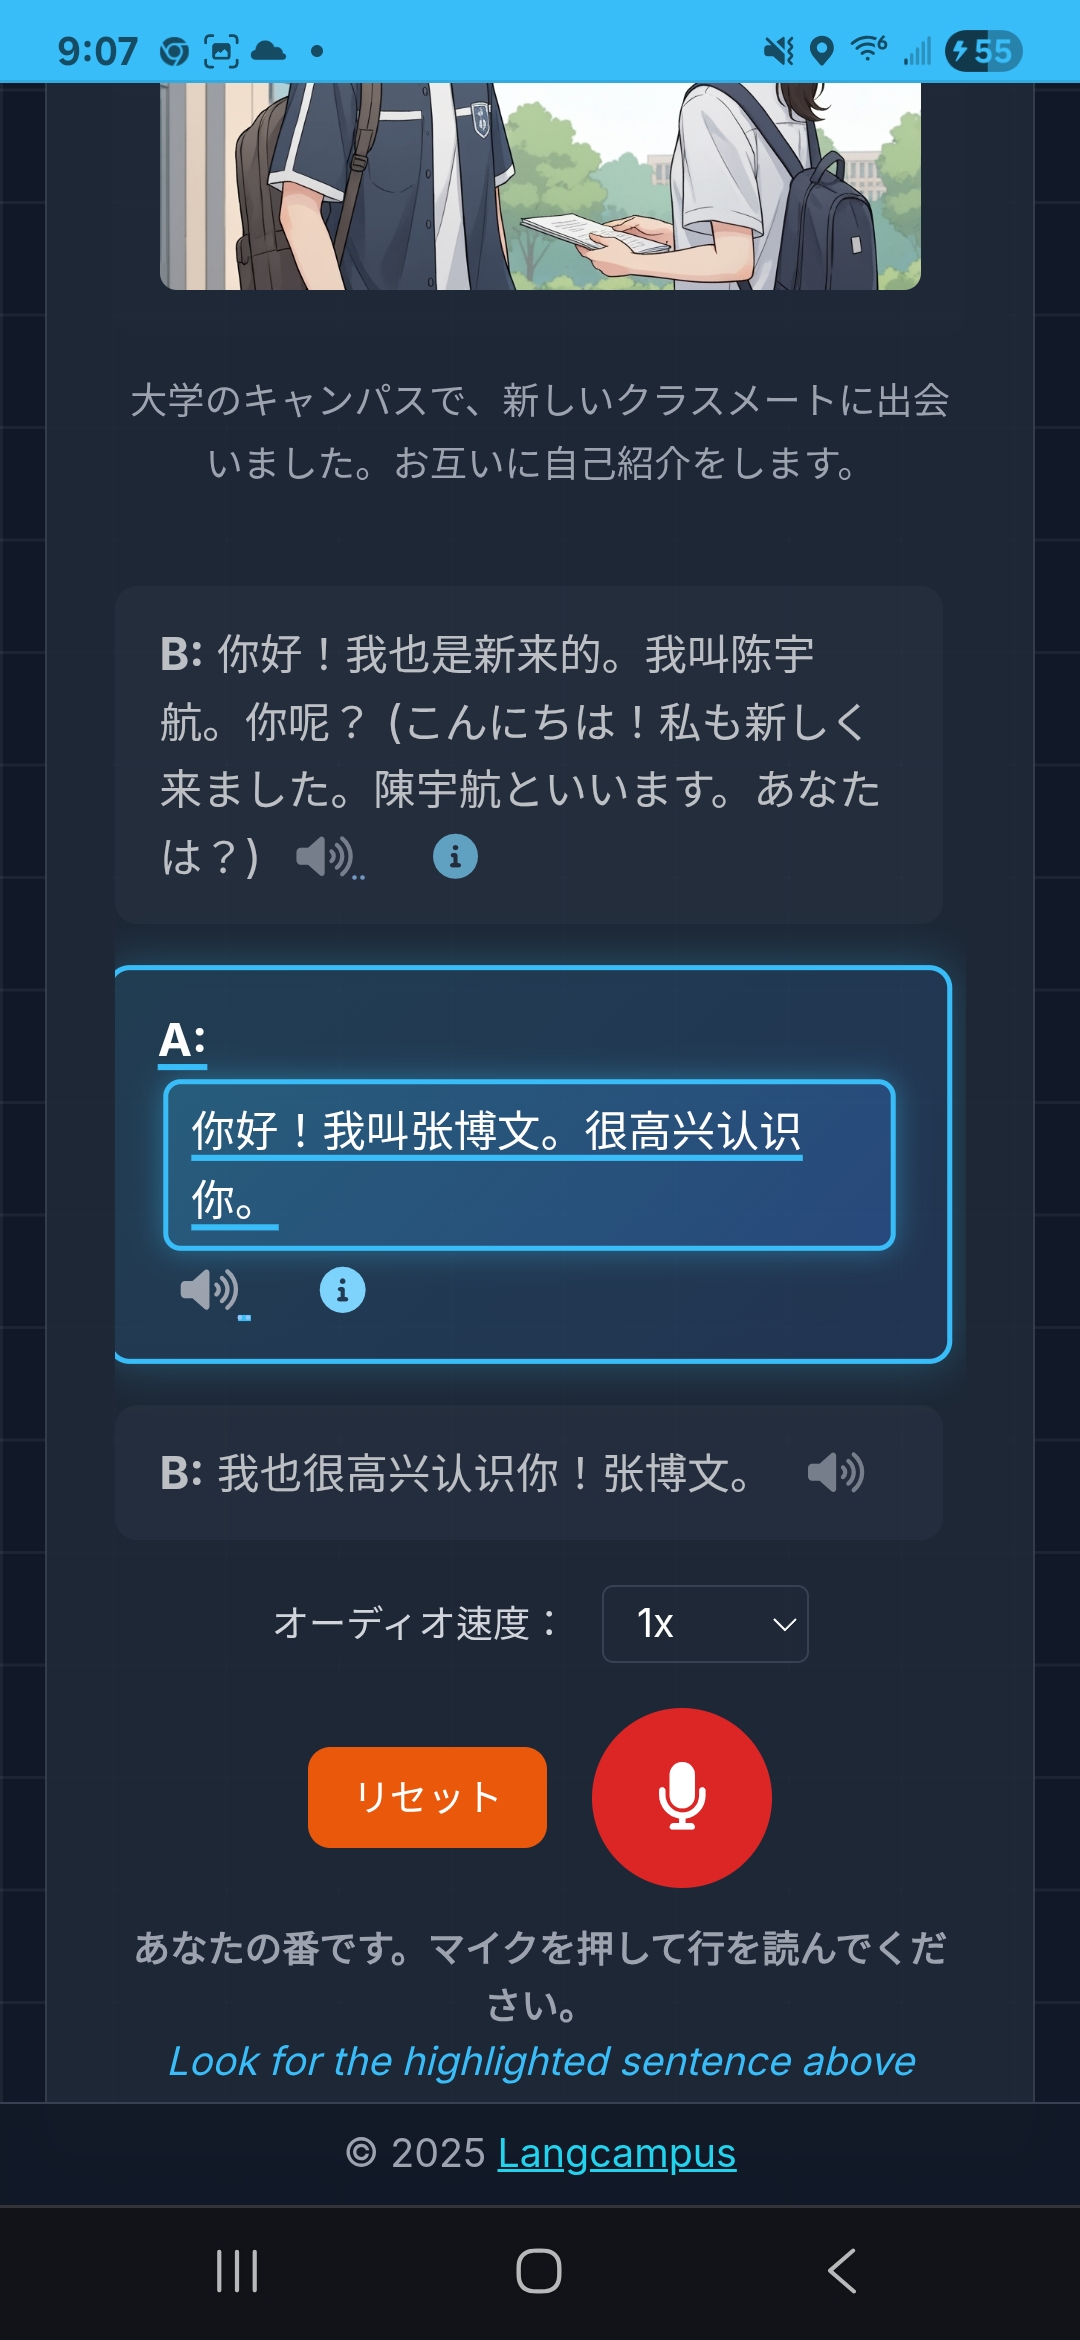 9:07
6
55
大学のキャンパスで、新しいクラスメートに出会
いました。お互いに自己紹介をします。
B: 你好！我也是新来的。我叫陈宇
航。你呢？ (こんにちは！私も新しく
来ました。陳宇航といいます。あなた
は？)
A:
你好！我叫张博文。很高兴认识
你。
B: 我也很高兴认识你！张博文。
オーディオ速度：
1x
リセット
あなたの番です。マイクを押して行を読んでくだ
さい。
Look for the highlighted sentence above
© 2025 Langcampus